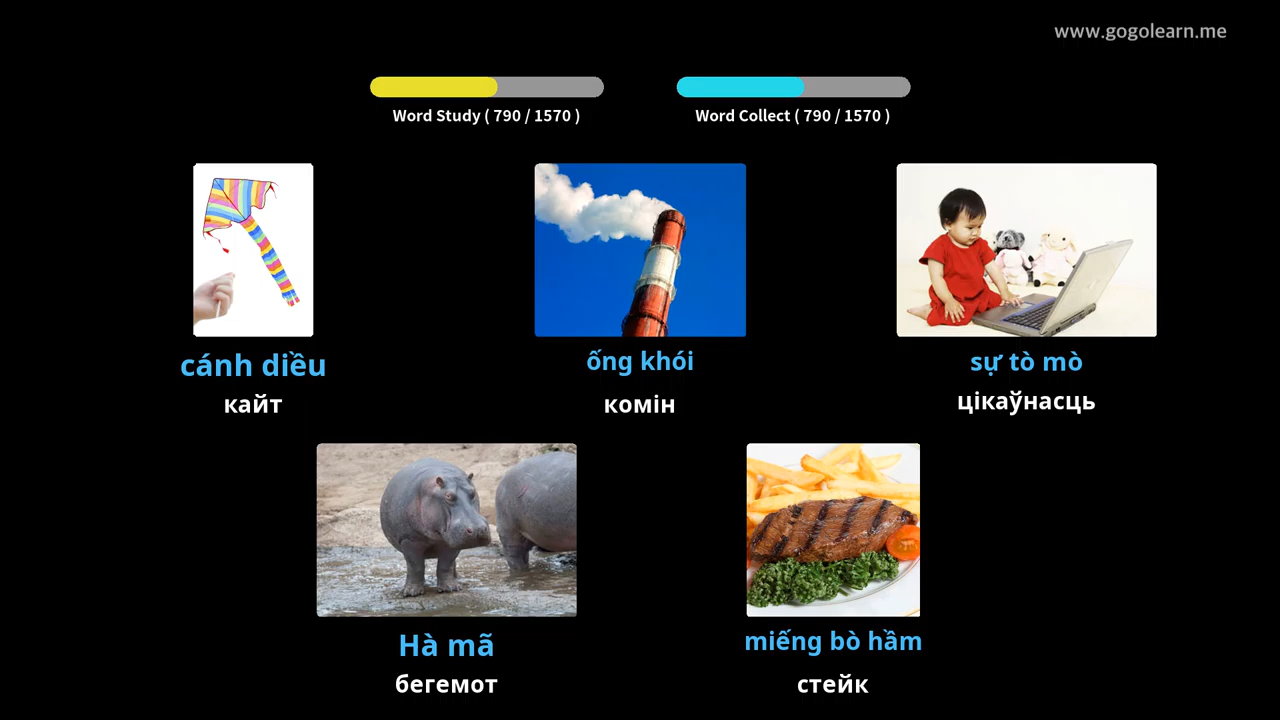 www.gogolearn.me
Word Study ( 790 / 1570 )
Word Collect ( 790 / 1570 )
cánh diều
кайт
ống khói
комін
sự tò mò
цікаўнасць
Hà mã
бегемот
miếng bò hầm
стейк